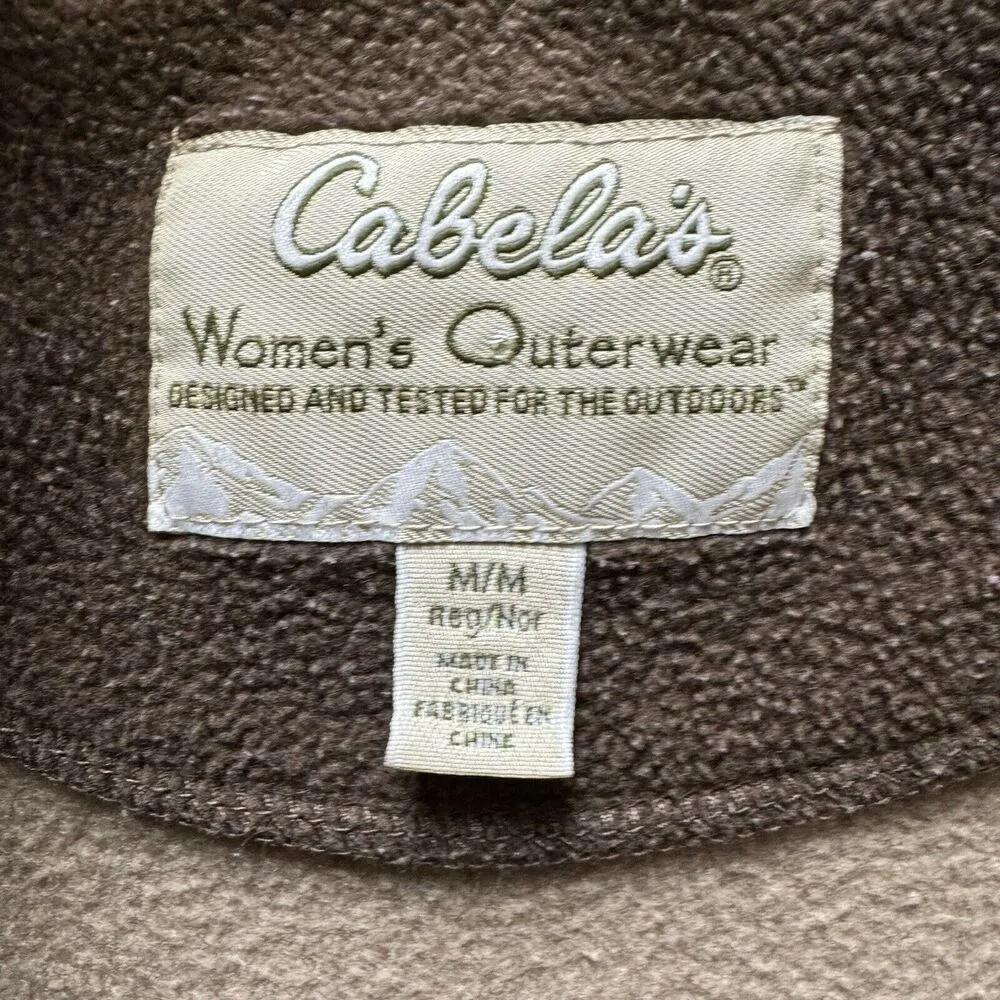 Cabela's®
Women's Outerwear
DESIGNED AND TESTED FOR THE OUTDOORS™
M/M
Reg/Nor
MADE IN
CHINA
FABRIQUÉ EN
CHINE